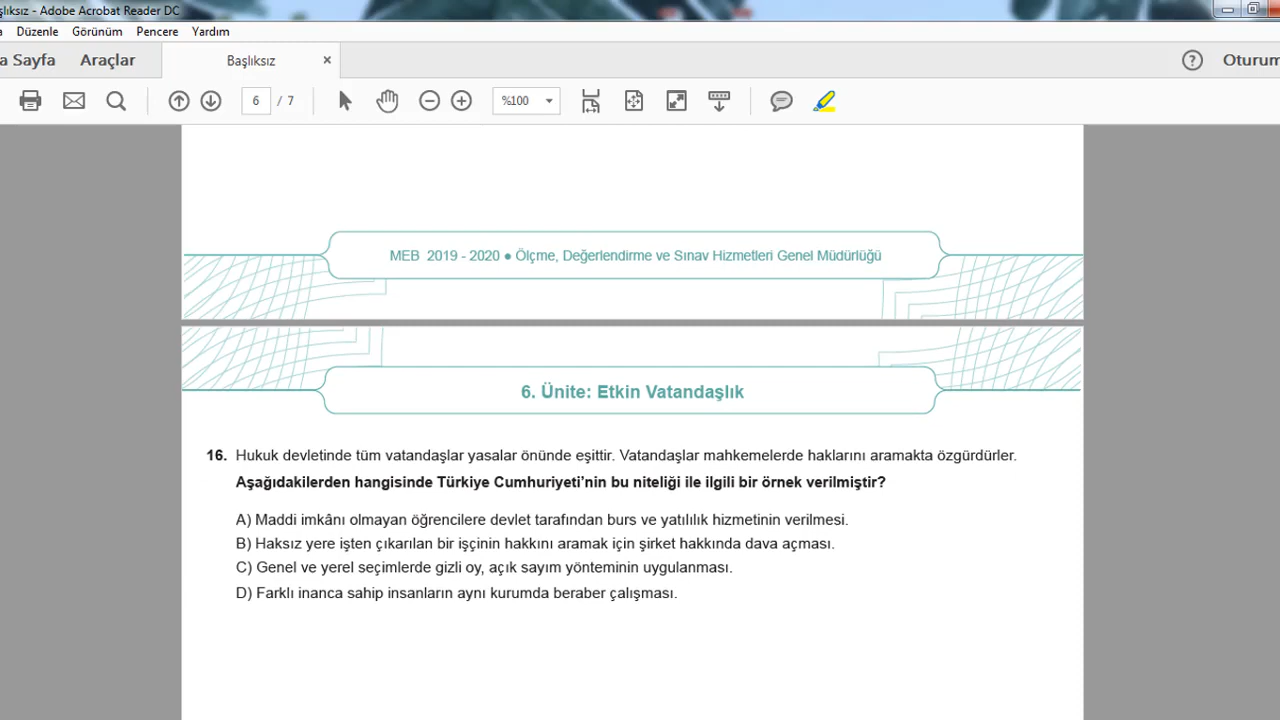 şlıksız - Adobe Acrobat Reader DC
Düzenle Görünüm Pencere Yardım
a Sayfa Araçlar Başlıksız × ? Oturum
6 / 7 %100
MEB 2019 - 2020 ● Ölçme, Değerlendirme ve Sınav Hizmetleri Genel Müdürlüğü
6. Ünite: Etkin Vatandaşlık
16. Hukuk devletinde tüm vatandaşlar yasalar önünde eşittir. Vatandaşlar mahkemelerde haklarını aramakta özgürdürler.
Aşağıdakilerden hangisinde Türkiye Cumhuriyeti’nin bu niteliği ile ilgili bir örnek verilmiştir?
A) Maddi imkânı olmayan öğrencilere devlet tarafından burs ve yatılılık hizmetinin verilmesi.
B) Haksız yere işten çıkarılan bir işçinin hakkını aramak için şirket hakkında dava açması.
C) Genel ve yerel seçimlerde gizli oy, açık sayım yönteminin uygulanması.
D) Farklı inanca sahip insanların aynı kurumda beraber çalışması.